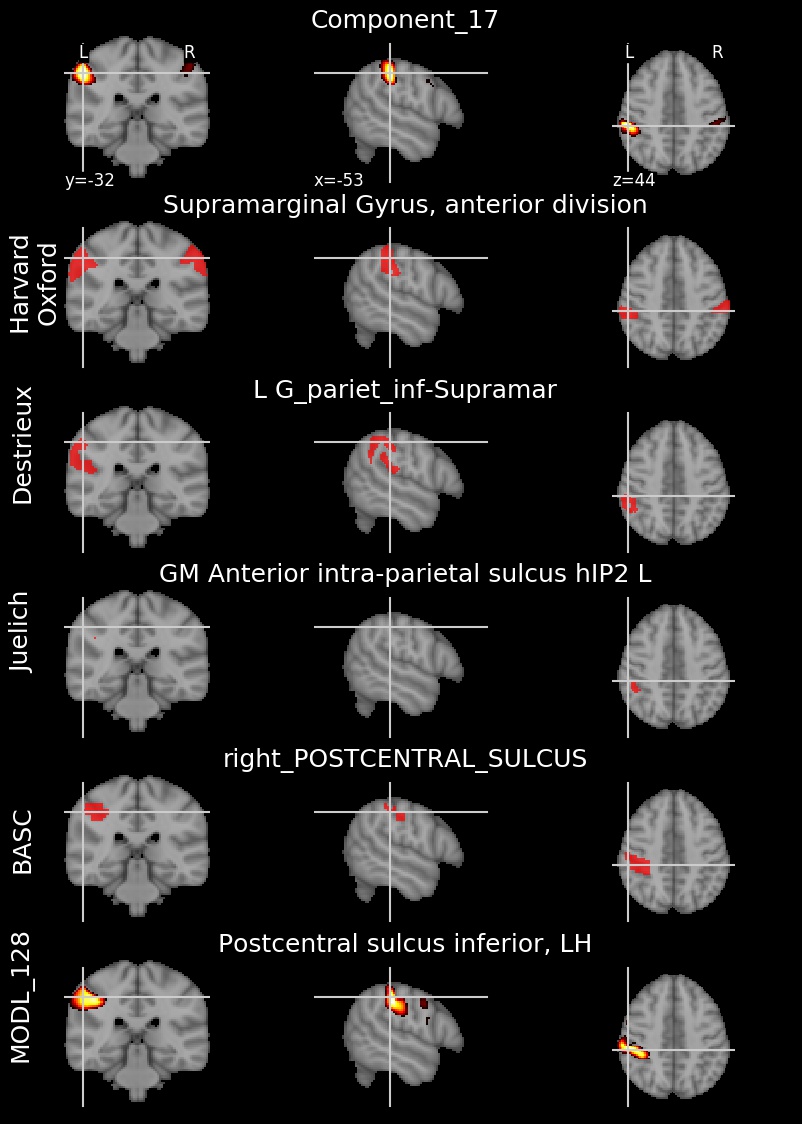 Component_17
L R
L R
y=-32 x=-53 z=44
Supramarginal Gyrus, anterior division
Harvard
Oxford
L G_pariet_inf-Supramar
Destrieux
GM Anterior intra-parietal sulcus hIP2 L
Juelich
right_POSTCENTRAL_SULCUS
BASC
Postcentral sulcus inferior, LH
MODL_128